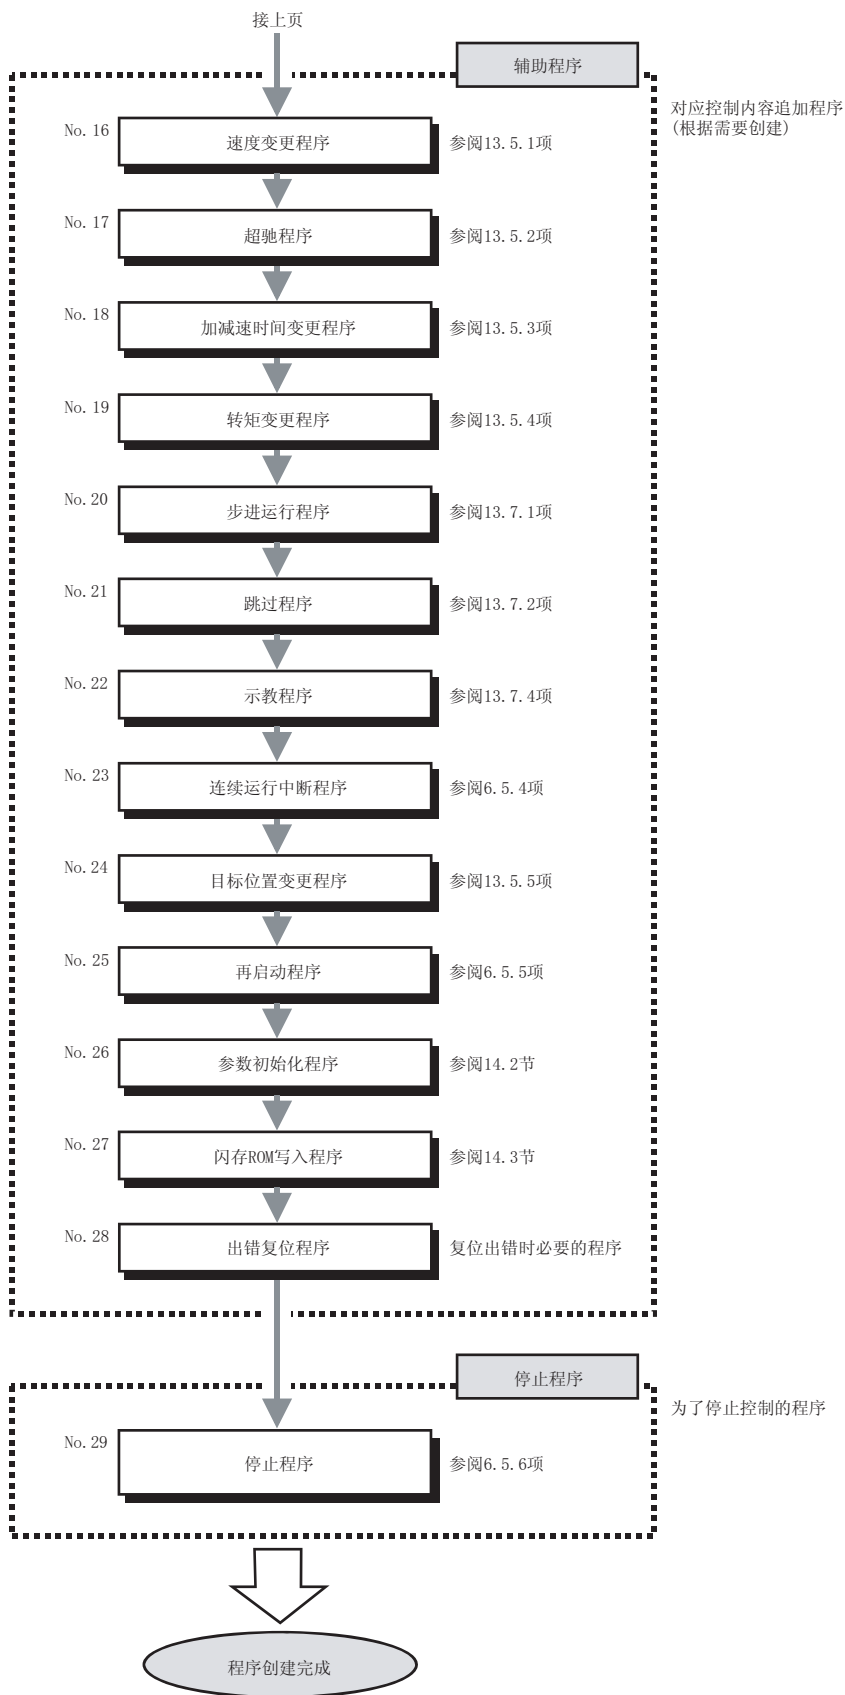 接上页
辅助程序
对应控制内容追加程序
(根据需要创建)
No.16
速度变更程序
参阅13.5.1项
No.17
超驰程序
参阅13.5.2项
No.18
加减速时间变更程序
参阅13.5.3项
No.19
转矩变更程序
参阅13.5.4项
No.20
步进运行程序
参阅13.7.1项
No.21
跳过程序
参阅13.7.2项
No.22
示教程序
参阅13.7.4项
No.23
连续运行中断程序
参阅6.5.4项
No.24
目标位置变更程序
参阅13.5.5项
No.25
再启动程序
参阅6.5.5项
No.26
参数初始化程序
参阅14.2节
No.27
闪存ROM写入程序
参阅14.3节
No.28
出错复位程序
复位出错时必要的程序
停止程序
为了停止控制的程序
No.29
停止程序
参阅6.5.6项
程序创建完成